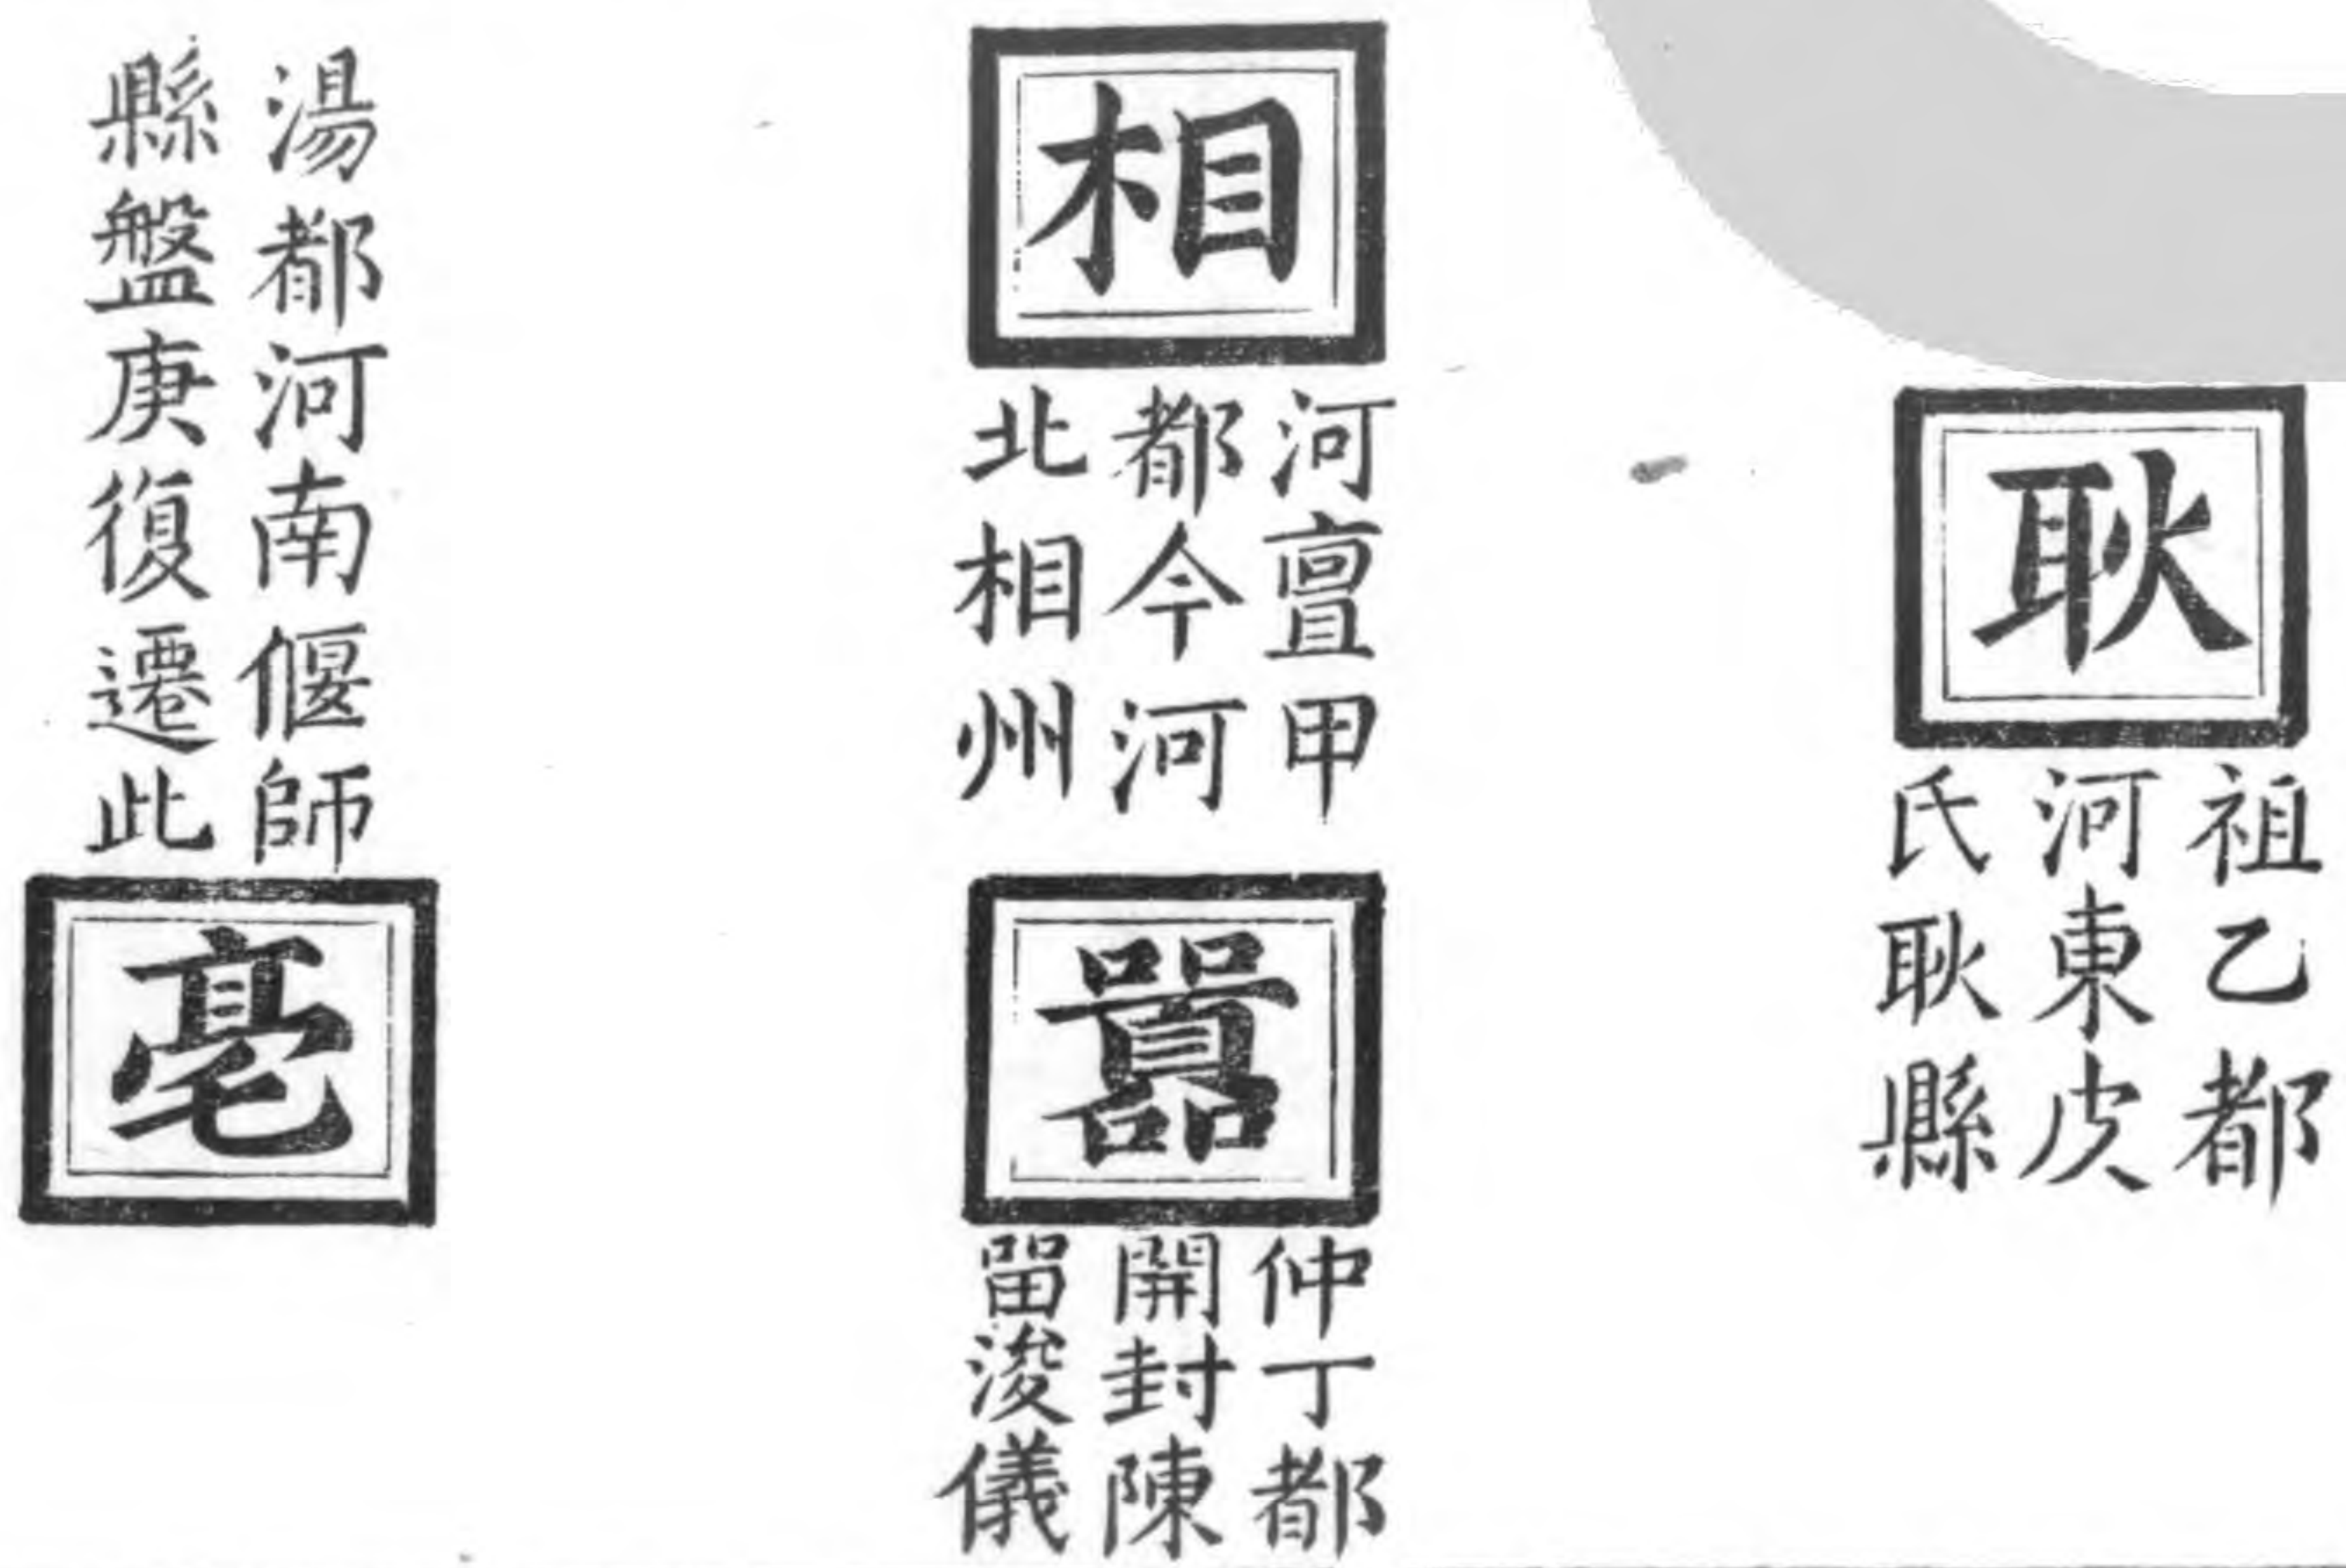 耿
祖乙都
河東皮
氏耿縣
相
河亶甲
都今河
北相州
囂
仲丁都
開封陳
畱浚儀
湯都河南偃師
縣盤庚復遷此
亳